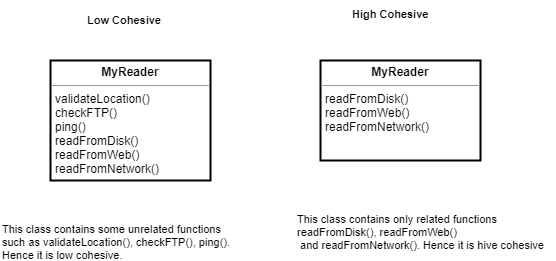 Low Cohesive
High Cohesive
MyReader
validateLocation()
checkFTP()
ping()
readFromDisk()
readFromWeb()
readFromNetwork()
MyReader
readFromDisk()
readFromWeb()
readFromNetwork()
This class contains some unrelated functions
such as validateLocation(), checkFTP(), ping().
Hence it is low cohesive.
This class contains only related functions
readFromDisk(), readFromWeb()
and readFromNetwork(). Hence it is hive cohesive